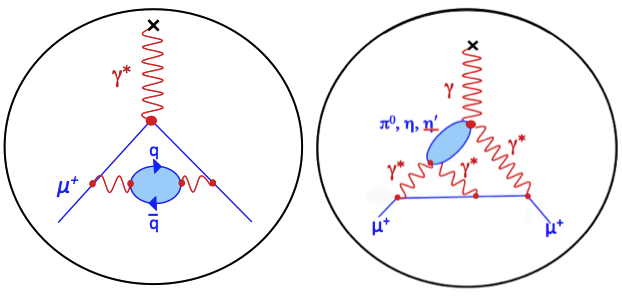 ×
γ*
q
μ⁺
q̄
×
γ
π⁰, η, η′
γ*
γ* γ*
μ⁺ μ⁺